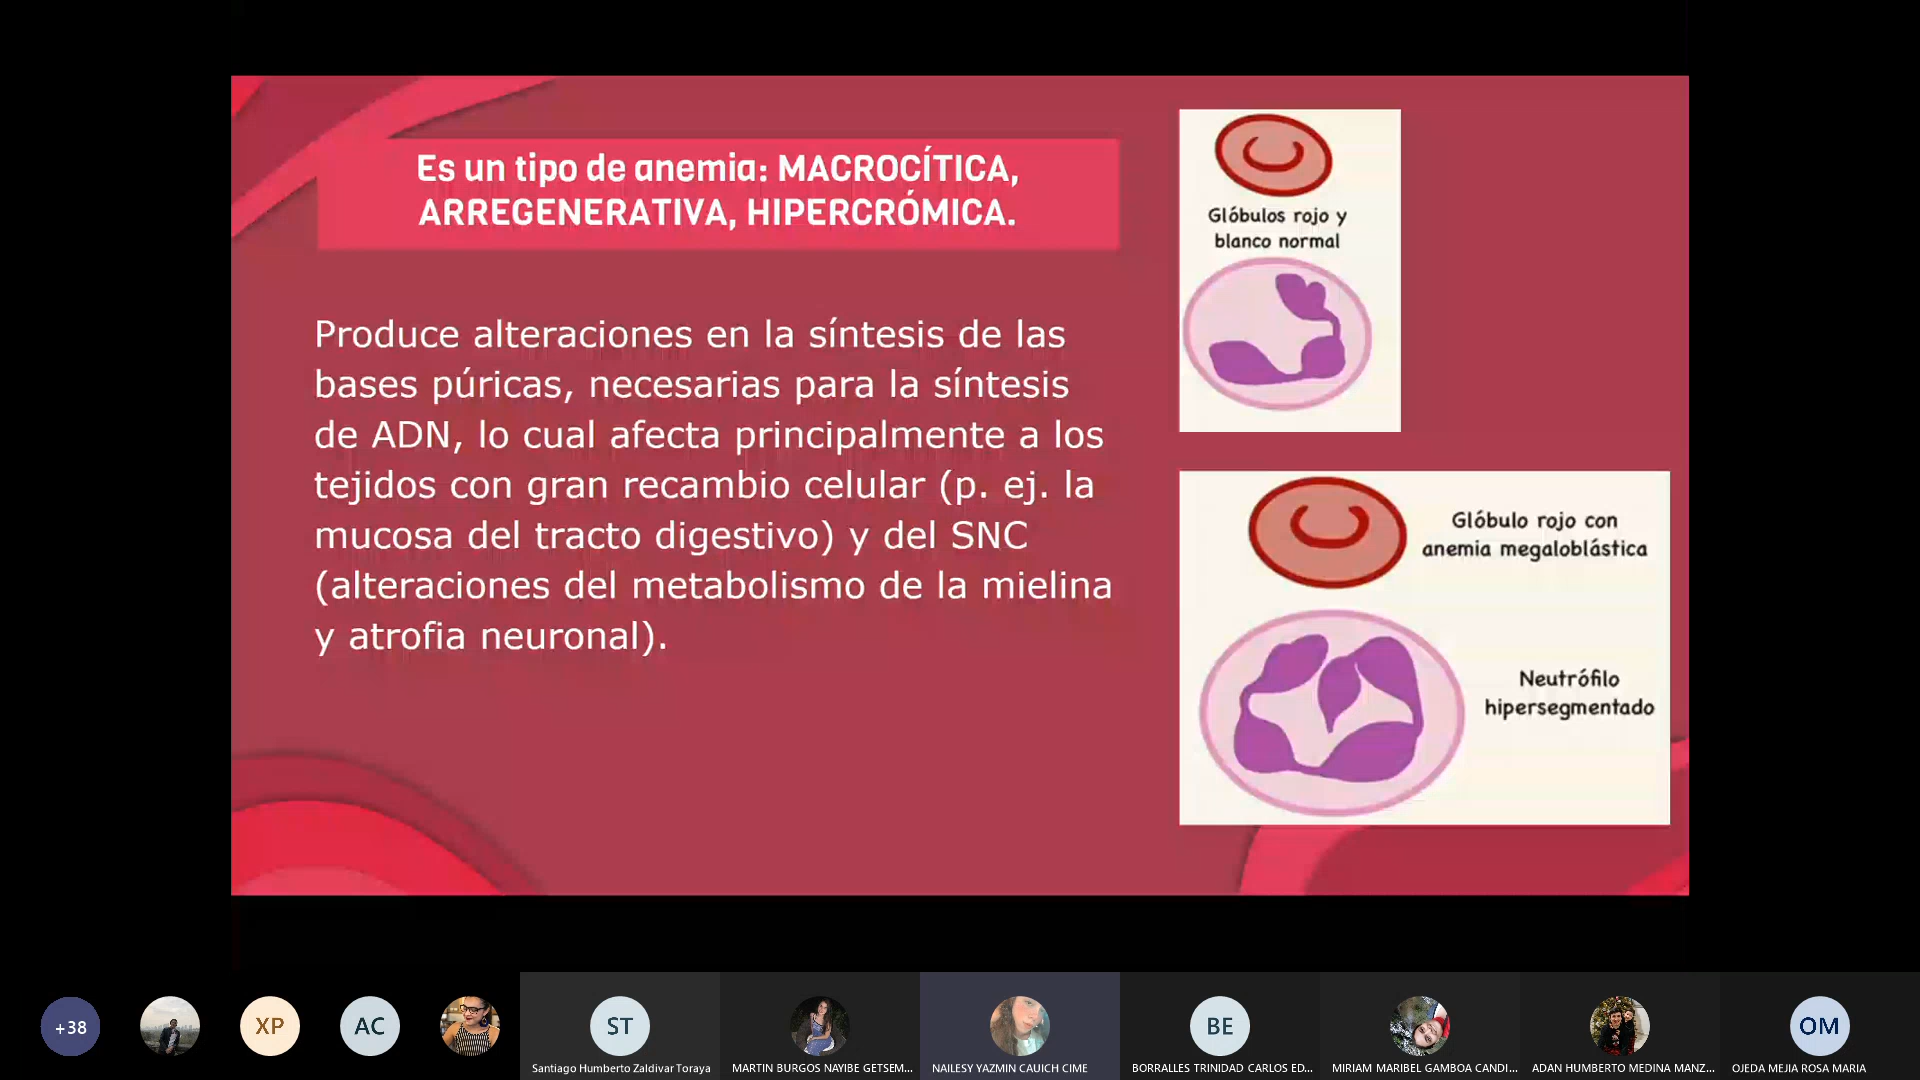 Es un tipo de anemia: MACROCÍTICA,
ARREGENERATIVA, HIPERCRÓMICA.
Produce alteraciones en la síntesis de las
bases púricas, necesarias para la síntesis
de ADN, lo cual afecta principalmente a los
tejidos con gran recambio celular (p. ej. la
mucosa del tracto digestivo) y del SNC
(alteraciones del metabolismo de la mielina
y atrofia neuronal).
Glóbulos rojo y
blanco normal
Glóbulo rojo con
anemia megaloblástica
Neutrófilo
hipersegmentado
+38
XP
AC
ST
BE
OM
Santiago Humberto Zaldivar Toraya
MARTIN BURGOS NAYIBE GETSEM...
NAILESY YAZMIN CAUICH CIME
BORRALLES TRINIDAD CARLOS ED...
MIRIAM MARIBEL GAMBOA CANDI...
ADAN HUMBERTO MEDINA MANZ...
OJEDA MEJIA ROSA MARIA